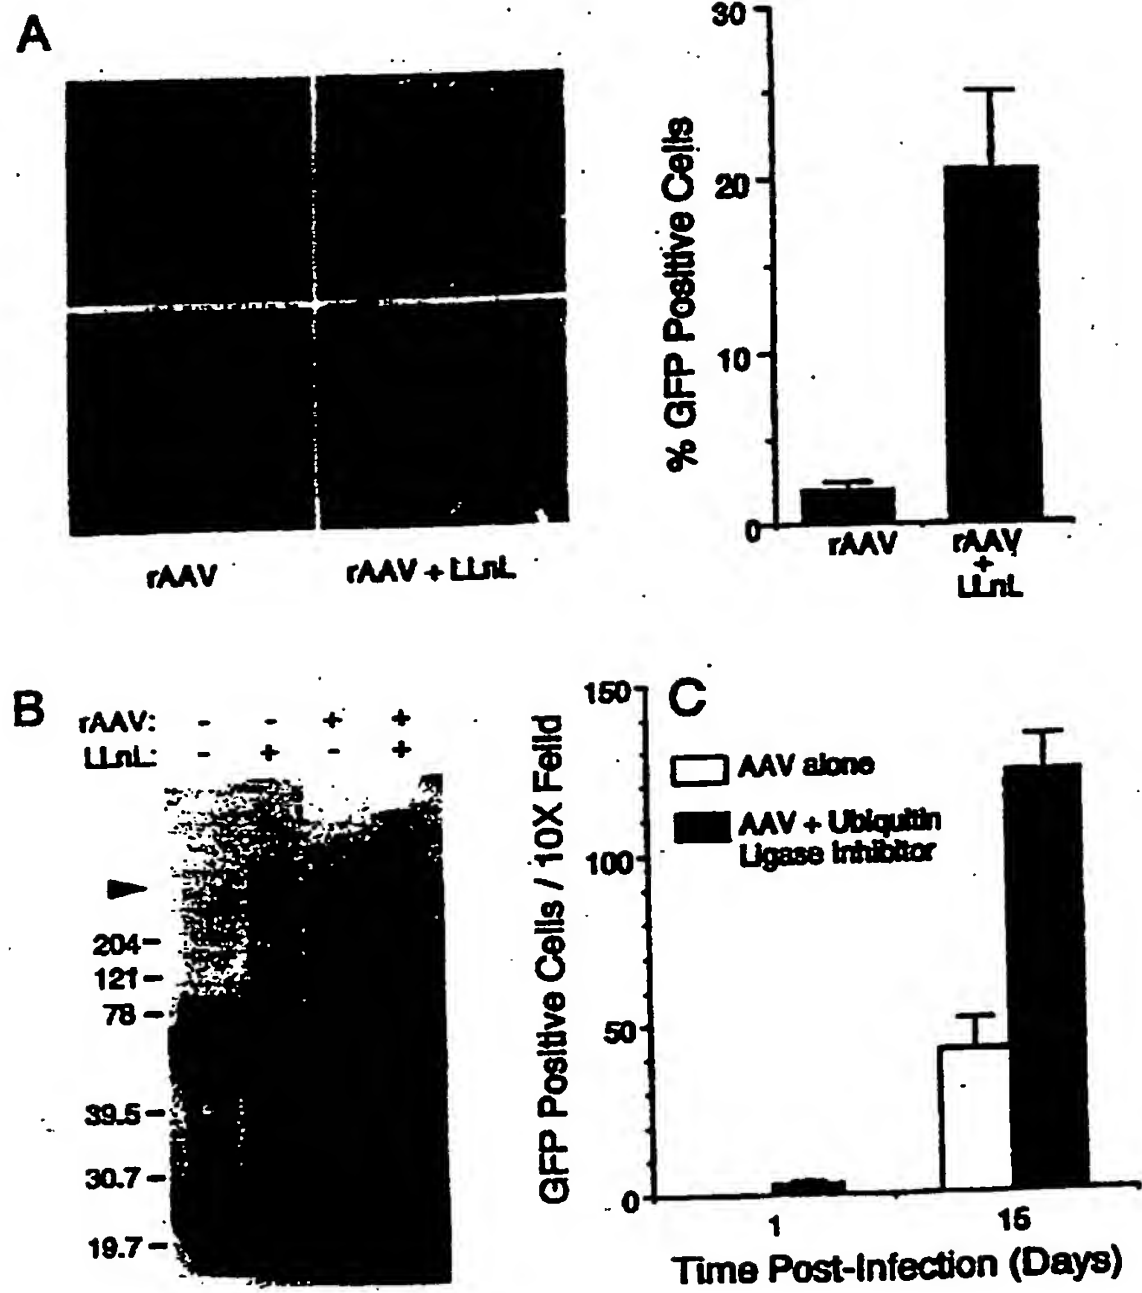 A
30
20
10
0
% GFP Positive Cells
rAAV
rAAV + LLnL
rAAV
rAAV
+
LLnL
B
rAAV: - - + +
LLnL: - + - +
204
121
78
39.5
30.7
19.7
C
150
100
50
0
GFP Positive Cells / 10X Feild
AAV alone
AAV + Ubiquitin
Ligase Inhibitor
1
15
Time Post-Infection (Days)